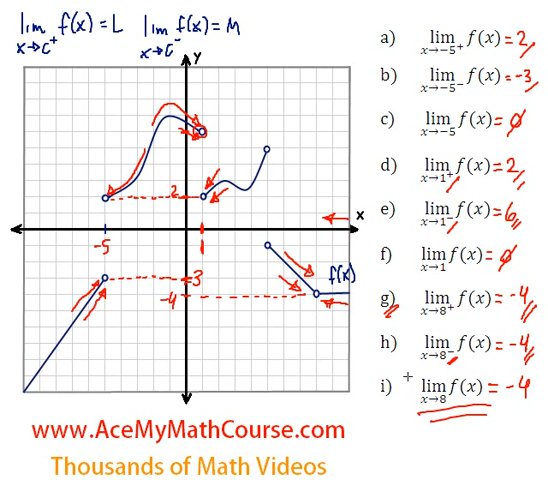 lim f(x) = L    lim f(x) = M
x→c⁺    x→c⁻
y
2
x
-5
1
-3
-4
f(x)
a) lim f(x) = 2
x→−5⁺
b) lim f(x) = -3
x→−5⁻
c) lim f(x) = ∅
x→−5
d) lim f(x) = 2
x→1⁺
e) lim f(x) = 6
x→1⁻
f) lim f(x) = ∅
x→1
g) lim f(x) = -4
x→8⁺
h) lim f(x) = -4
x→8⁻
i) lim f(x) = -4
x→8
www.AceMyMathCourse.com
Thousands of Math Videos